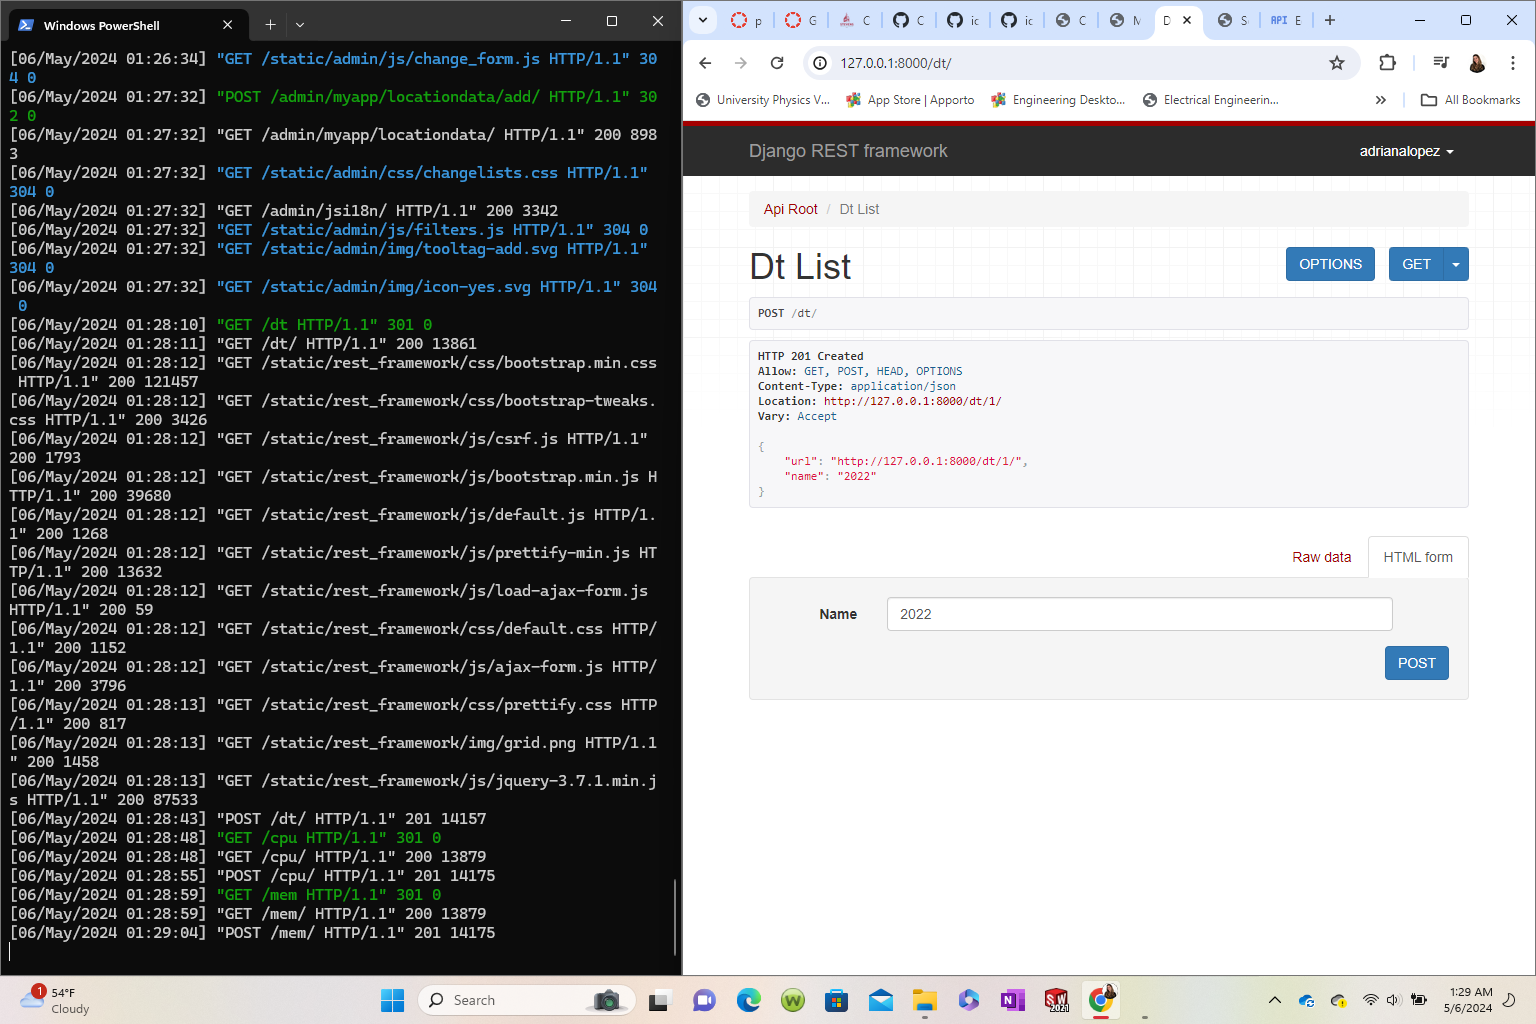 Windows PowerShell
[06/May/2024 01:26:34] "GET /static/admin/js/change_form.js HTTP/1.1" 30
4 0
[06/May/2024 01:27:32] "POST /admin/myapp/locationdata/add/ HTTP/1.1" 30
2 0
[06/May/2024 01:27:32] "GET /admin/myapp/locationdata/ HTTP/1.1" 200 898
3
[06/May/2024 01:27:32] "GET /static/admin/css/changelists.css HTTP/1.1"
304 0
[06/May/2024 01:27:32] "GET /admin/jsi18n/ HTTP/1.1" 200 3342
[06/May/2024 01:27:32] "GET /static/admin/js/filters.js HTTP/1.1" 304 0
[06/May/2024 01:27:32] "GET /static/admin/img/tooltag-add.svg HTTP/1.1"
304 0
[06/May/2024 01:27:32] "GET /static/admin/img/icon-yes.svg HTTP/1.1" 304
0
[06/May/2024 01:28:10] "GET /dt HTTP/1.1" 301 0
[06/May/2024 01:28:11] "GET /dt/ HTTP/1.1" 200 13861
[06/May/2024 01:28:12] "GET /static/rest_framework/css/bootstrap.min.css
HTTP/1.1" 200 121457
[06/May/2024 01:28:12] "GET /static/rest_framework/css/bootstrap-tweaks.
css HTTP/1.1" 200 3426
[06/May/2024 01:28:12] "GET /static/rest_framework/js/csrf.js HTTP/1.1"
200 1793
[06/May/2024 01:28:12] "GET /static/rest_framework/js/bootstrap.min.js H
TTP/1.1" 200 39680
[06/May/2024 01:28:12] "GET /static/rest_framework/js/default.js HTTP/1.
1" 200 1268
[06/May/2024 01:28:12] "GET /static/rest_framework/js/prettify-min.js HT
TP/1.1" 200 13632
[06/May/2024 01:28:12] "GET /static/rest_framework/js/load-ajax-form.js
HTTP/1.1" 200 59
[06/May/2024 01:28:12] "GET /static/rest_framework/css/default.css HTTP/
1.1" 200 1152
[06/May/2024 01:28:12] "GET /static/rest_framework/js/ajax-form.js HTTP/
1.1" 200 3796
[06/May/2024 01:28:13] "GET /static/rest_framework/css/prettify.css HTTP
/1.1" 200 817
[06/May/2024 01:28:13] "GET /static/rest_framework/img/grid.png HTTP/1.1
" 200 1458
[06/May/2024 01:28:13] "GET /static/rest_framework/js/jquery-3.7.1.min.j
s HTTP/1.1" 200 87533
[06/May/2024 01:28:43] "POST /dt/ HTTP/1.1" 201 14157
[06/May/2024 01:28:48] "GET /cpu HTTP/1.1" 301 0
[06/May/2024 01:28:48] "GET /cpu/ HTTP/1.1" 200 13879
[06/May/2024 01:28:55] "POST /cpu/ HTTP/1.1" 201 14175
[06/May/2024 01:28:59] "GET /mem HTTP/1.1" 301 0
[06/May/2024 01:28:59] "GET /mem/ HTTP/1.1" 200 13879
[06/May/2024 01:29:04] "POST /mem/ HTTP/1.1" 201 14175
p G C C ic ic C M D S API E
127.0.0.1:8000/dt/
University Physics V... App Store | Apporto Engineering Deskto... Electrical Engineerin... All Bookmarks
Django REST framework adrianalopez
Api Root / Dt List
Dt List OPTIONS GET
POST /dt/
HTTP 201 Created
Allow: GET, POST, HEAD, OPTIONS
Content-Type: application/json
Location: http://127.0.0.1:8000/dt/1/
Vary: Accept
{
"url": "http://127.0.0.1:8000/dt/1/",
"name": "2022"
}
Raw data HTML form
Name 2022
POST
1 54°F
Cloudy
Search
SW 2021
1:29 AM
5/6/2024